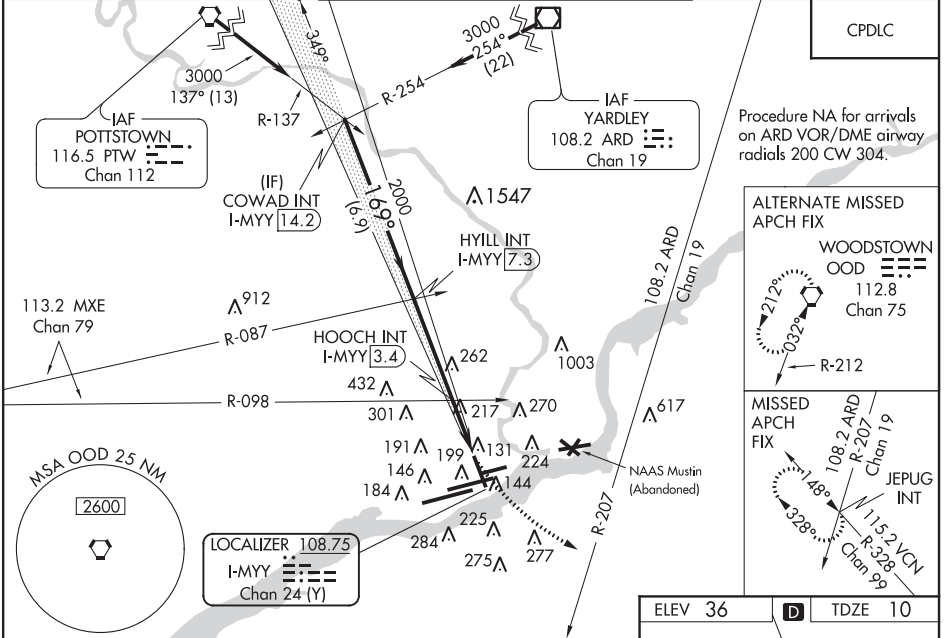 CPDLC
349°
3000
254°
(22)
R-254
3000
137° (13)
R-137
IAF
POTTSTOWN
116.5 PTW
Chan 112
IAF
YARDLEY
108.2 ARD
Chan 19
Procedure NA for arrivals
on ARD VOR/DME airway
radials 200 CW 304.
(IF)
COWAD INT
I-MYY 14.2
2000
169°
(6.9)
1547
HYILL INT
I-MYY 7.3
108.2 ARD
Chan 19
ALTERNATE MISSED
APCH FIX
WOODSTOWN
OOD
112.8
Chan 75
212°
032°
R-212
113.2 MXE
Chan 79
912
R-087
HOOCH INT
I-MYY 3.4
262
1003
432
R-098
301
217
270
617
191
199
131
224
146
184
144
NAAS Mustin
(Abandoned)
225
284
275
277
R-207
MSA OOD 25 NM
2600
LOCALIZER 108.75
I-MYY
Chan 24 (Y)
MISSED
APCH
FIX
108.2 ARD
R-207
Chan 19
148°
328°
JEPUG
INT
115.2 VCN
R-328
Chan 99
ELEV 36
D
TDZE 10